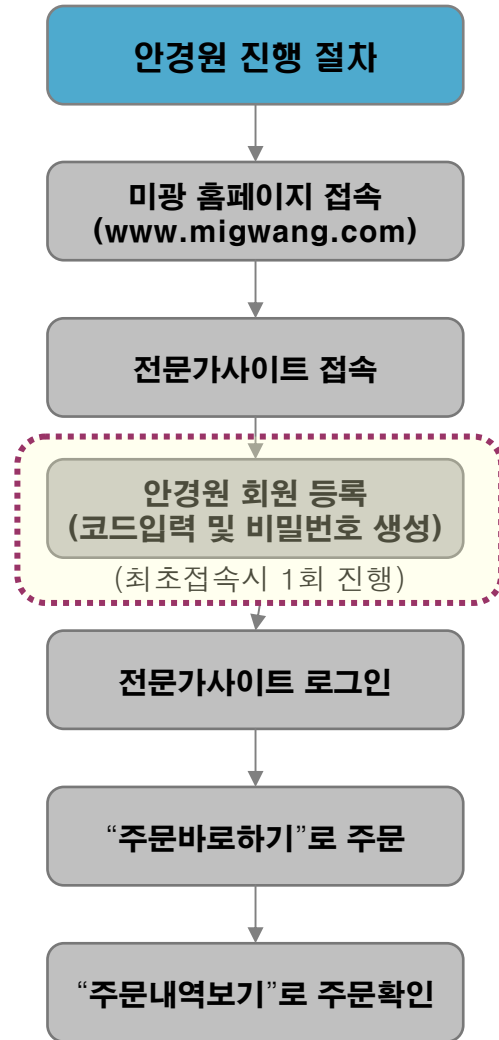 안경원 진행 절차
미광 홈페이지 접속
(www.migwang.com)
전문가사이트 접속
안경원 회원 등록
(코드입력 및 비밀번호 생성)
(최초접속시 1회 진행)
전문가사이트 로그인
“주문바로하기”로 주문
“주문내역보기”로 주문확인